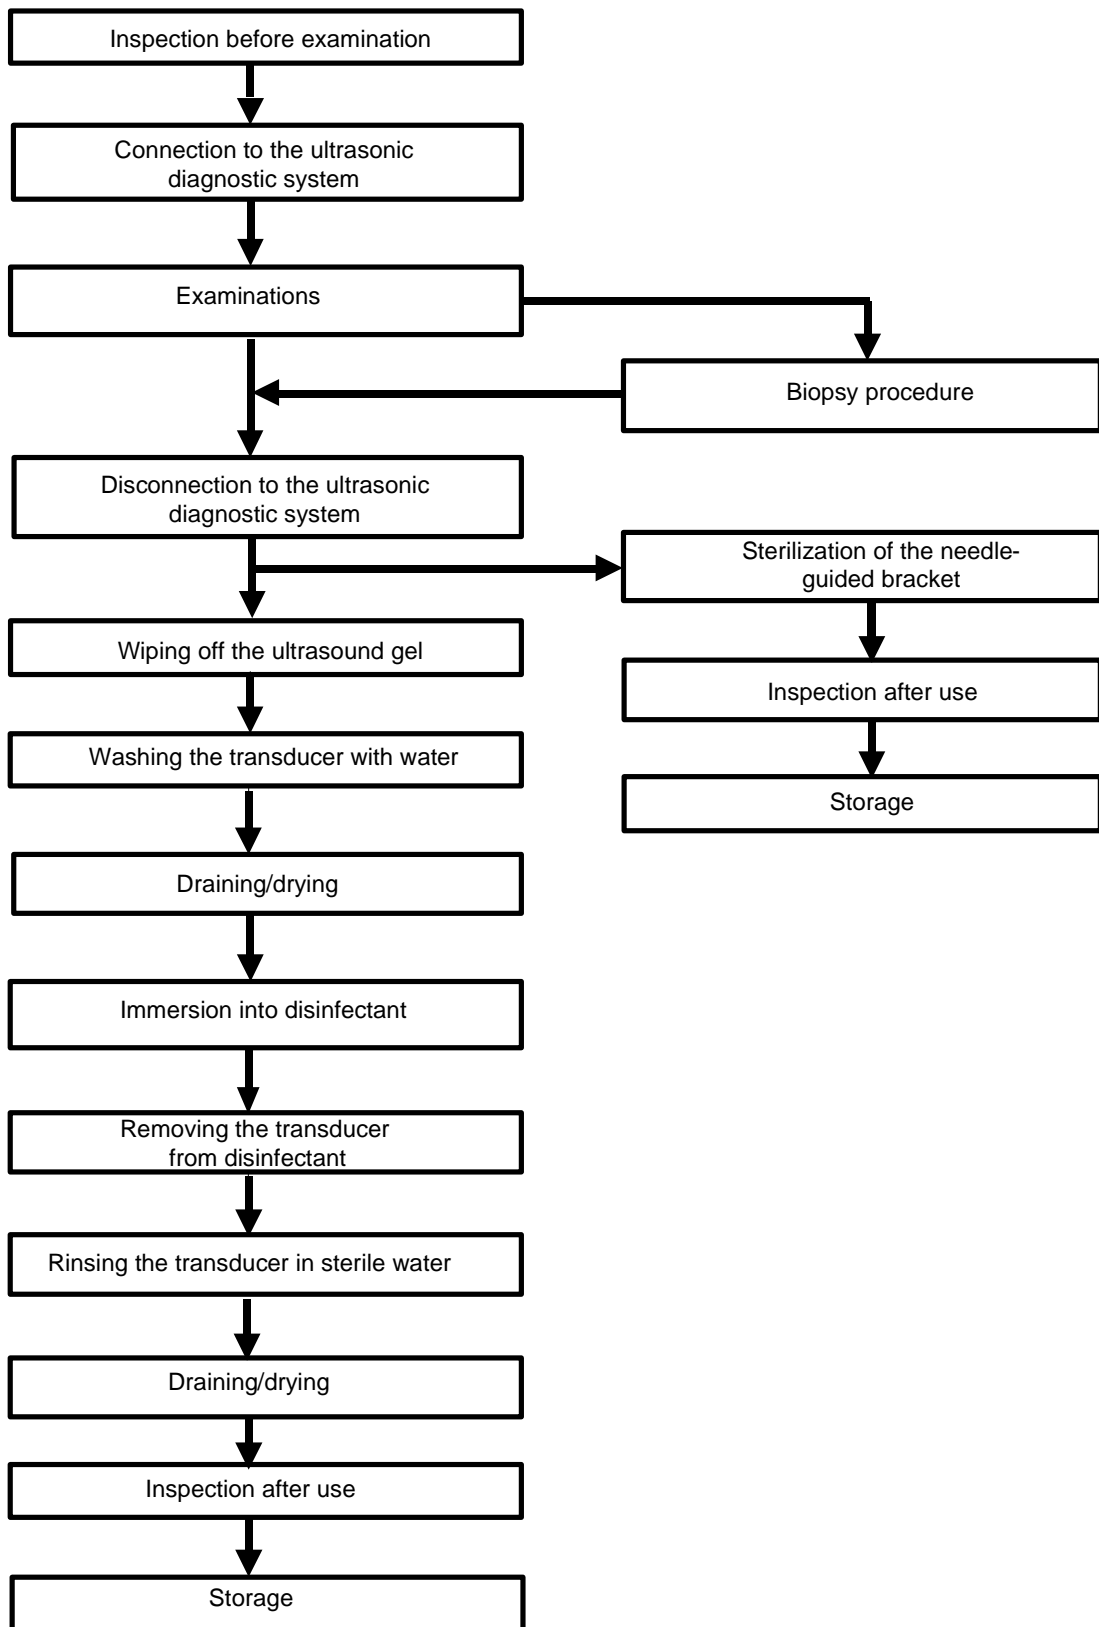 Inspection before examination
Connection to the ultrasonic
diagnostic system
Examinations
Biopsy procedure
Disconnection to the ultrasonic
diagnostic system
Sterilization of the needle-
guided bracket
Wiping off the ultrasound gel
Inspection after use
Washing the transducer with water
Storage
Draining/drying
Immersion into disinfectant
Removing the transducer
from disinfectant
Rinsing the transducer in sterile water
Draining/drying
Inspection after use
Storage